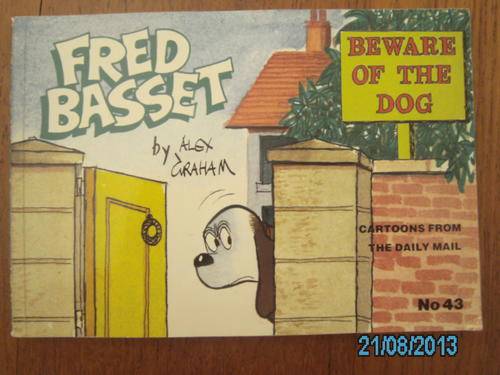 FRED
BASSET
by ALEX
GRAHAM
BEWARE
OF THE
DOG
CARTOONS FROM
THE DAILY MAIL
No 43
21/08/2013